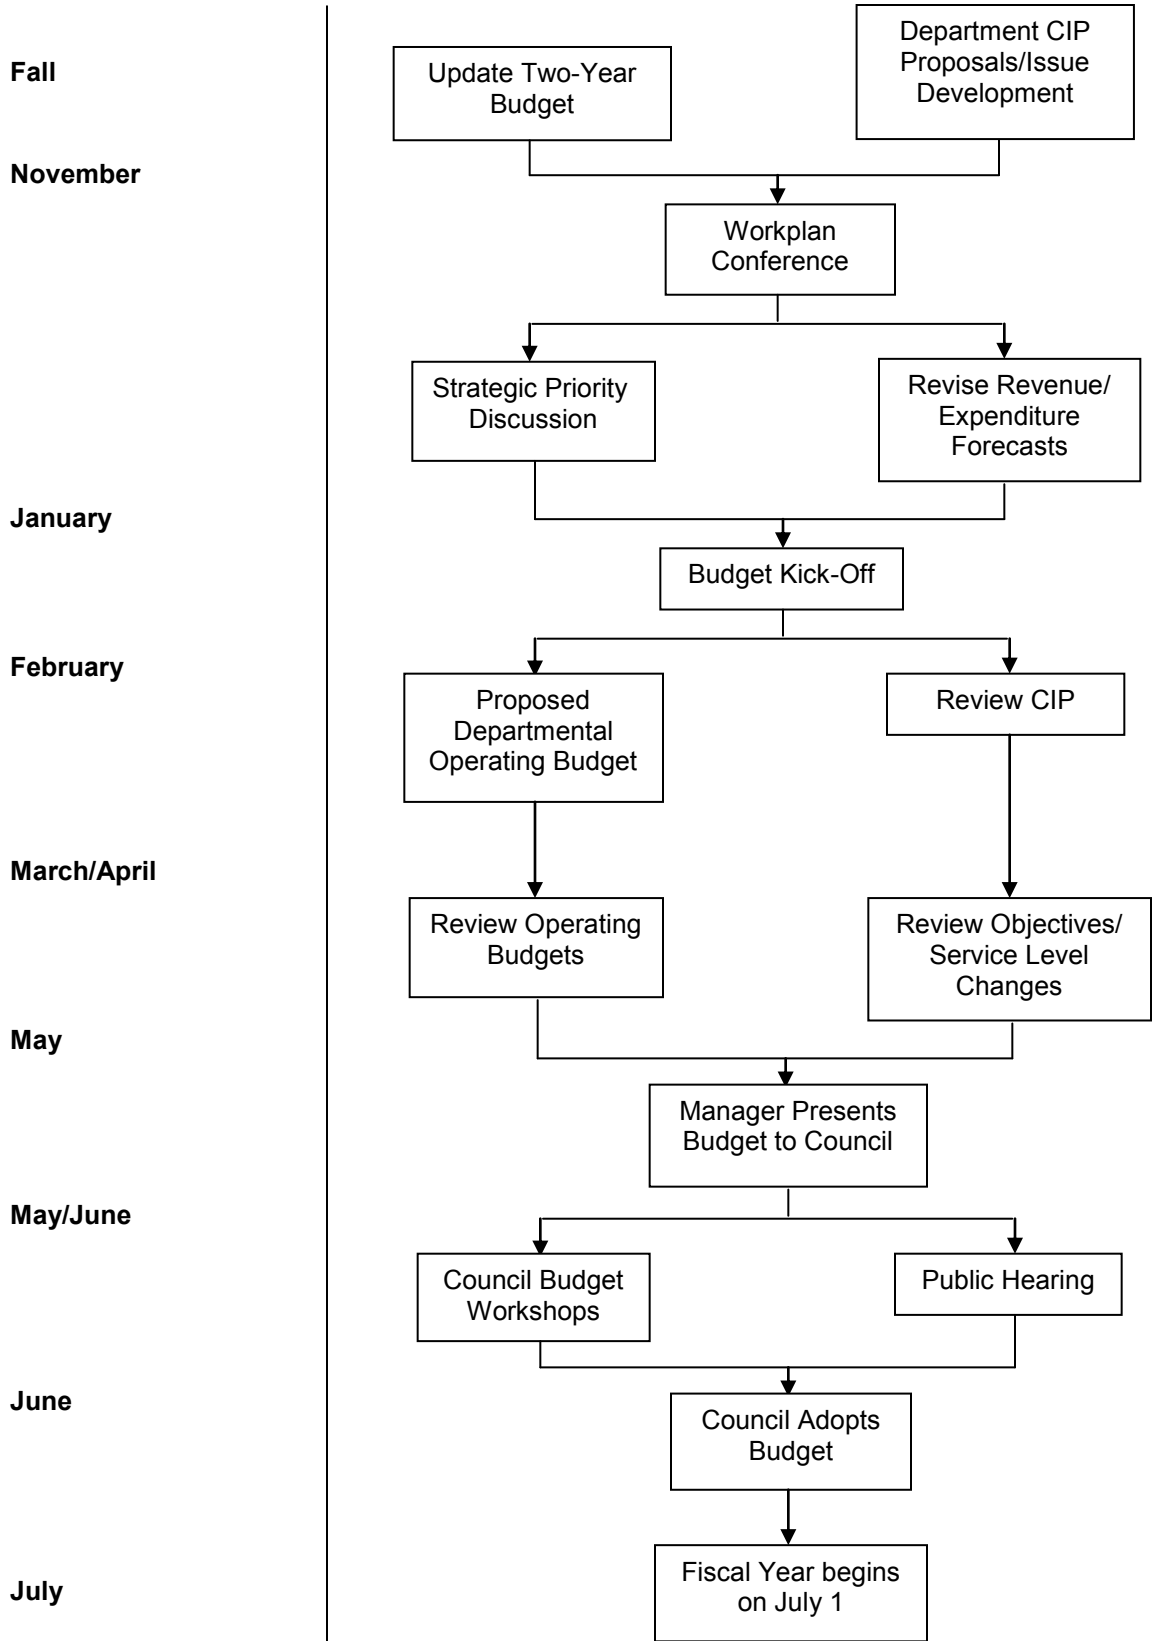 Fall
Update Two-Year
Budget
Department CIP
Proposals/Issue
Development
November
Workplan
Conference
Strategic Priority
Discussion
Revise Revenue/
Expenditure
Forecasts
January
Budget Kick-Off
February
Proposed
Departmental
Operating Budget
Review CIP
March/April
Review Operating
Budgets
Review Objectives/
Service Level
Changes
May
Manager Presents
Budget to Council
May/June
Council Budget
Workshops
Public Hearing
June
Council Adopts
Budget
July
Fiscal Year begins
on July 1